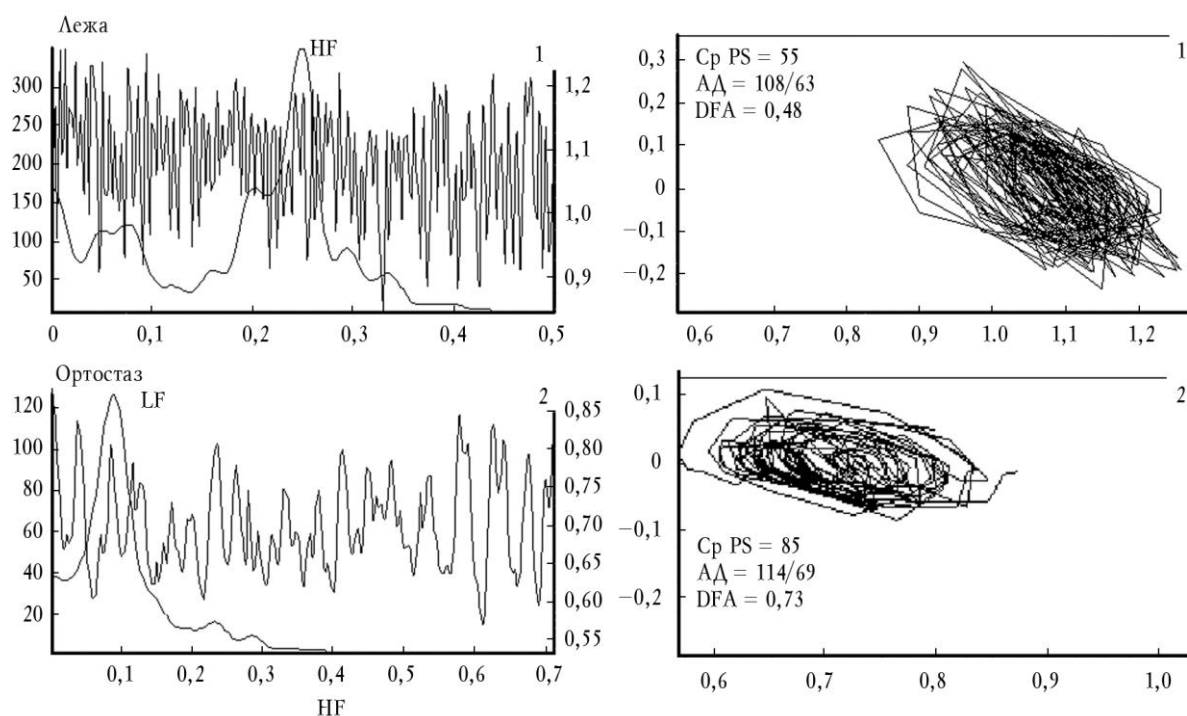 Лежа
HF
1
300
250
200
150
100
50
1,2
1,1
1,0
0,9
0 0,1 0,2 0,3 0,4 0,5
1
Ср PS = 55
АД = 108/63
DFA = 0,48
0,3
0,2
0,1
0
−0,1
−0,2
0,6 0,7 0,8 0,9 1.0 1,1 1,2
Ортостаз
LF
2
120
100
80
60
40
20
0,85
0,80
0,75
0,70
0,65
0,60
0,55
0,1 0,2 0,3 0,4 0,5 0,6 0,7
HF
2
0,1
0
−0,1
−0,2
Ср PS = 85
АД = 114/69
DFA = 0,73
0,6 0,7 0,8 0,9 1.0